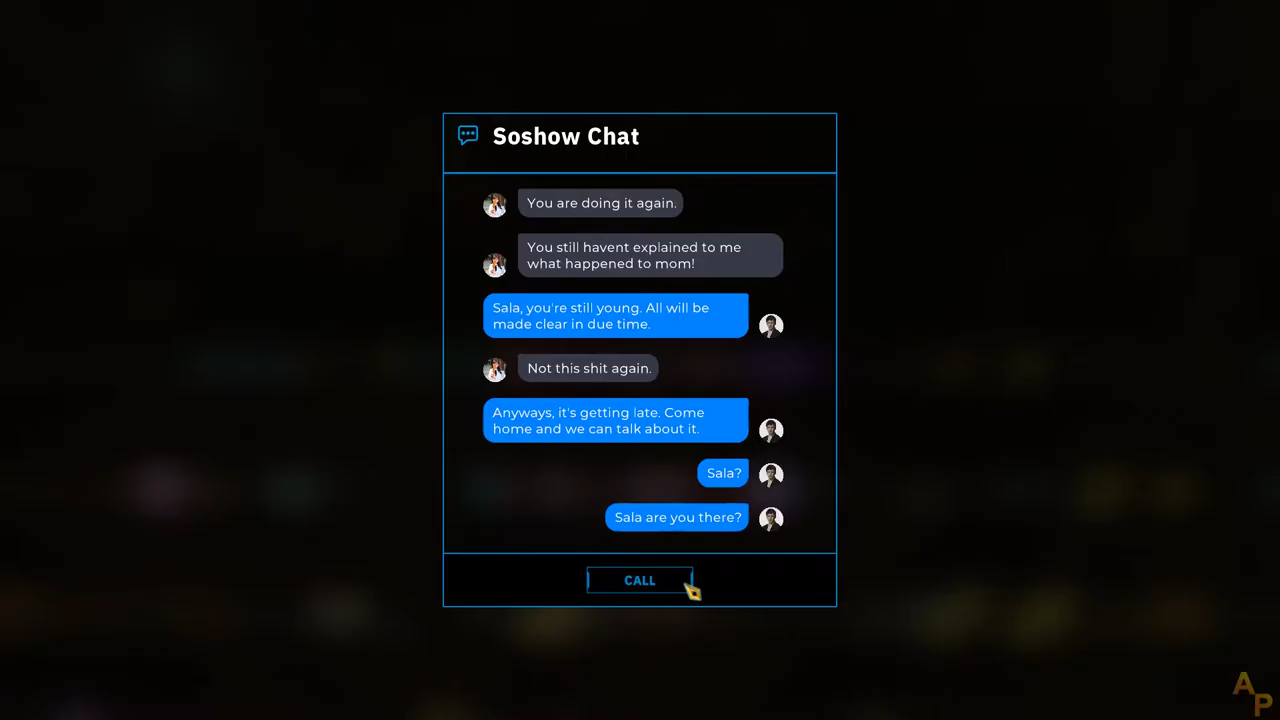 Soshow Chat
You are doing it again.
You still havent explained to me
what happened to mom!
Sala, you're still young. All will be
made clear in due time.
Not this shit again.
Anyways, it's getting late. Come
home and we can talk about it.
Sala?
Sala are you there?
CALL
A
P